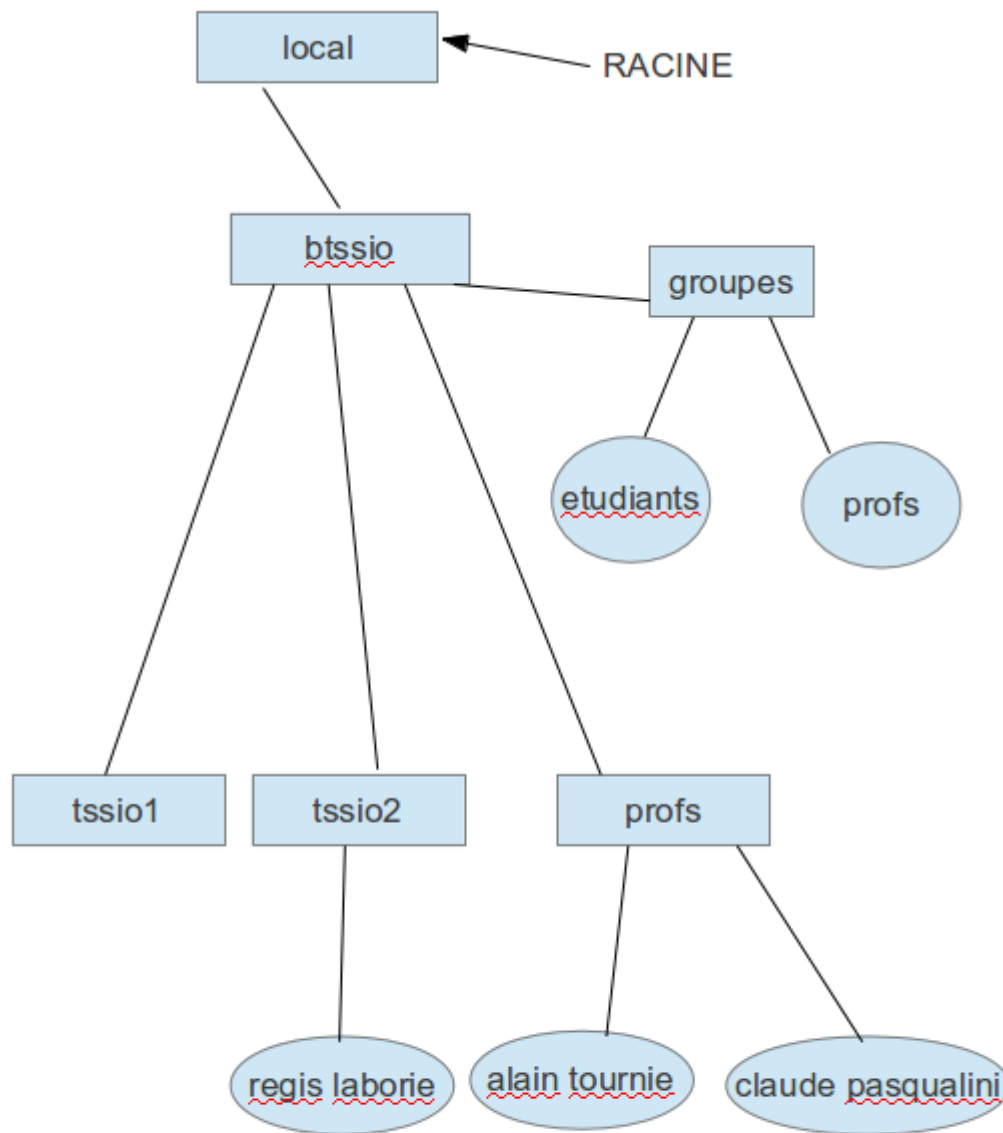 local
RACINE
btssio
groupes
etudiants
profs
tssio1
tssio2
profs
regis laborie
alain tournie
claude pasqualini